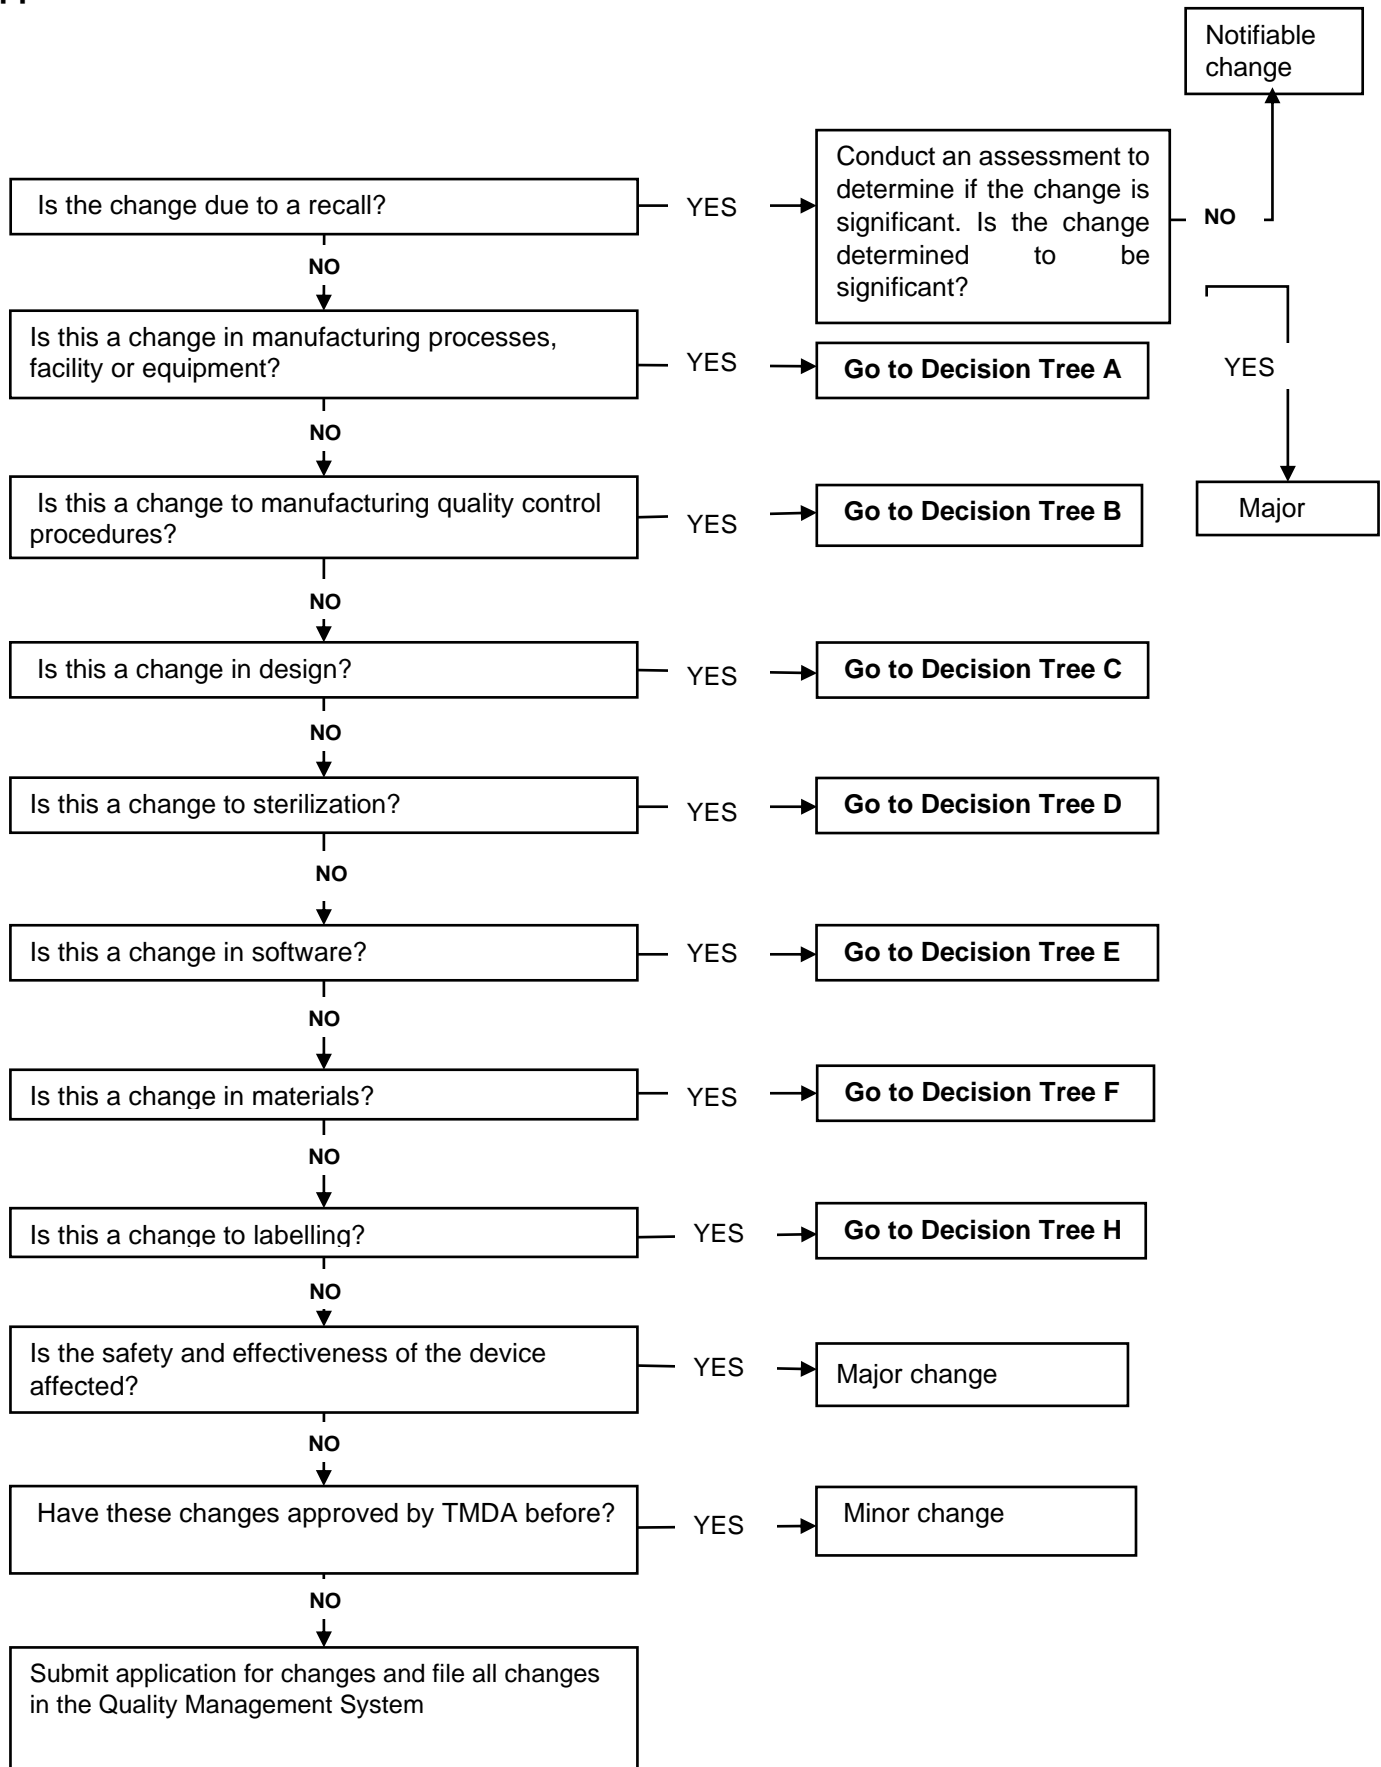 Notifiable
change
Is the change due to a recall?
YES
Conduct an assessment to
determine if the change is
significant. Is the change
determined to be
significant?
NO
NO
Is this a change in manufacturing processes,
facility or equipment?
YES
Go to Decision Tree A
YES
NO
Is this a change to manufacturing quality control
procedures?
YES
Go to Decision Tree B
Major
NO
Is this a change in design?
YES
Go to Decision Tree C
NO
Is this a change to sterilization?
YES
Go to Decision Tree D
NO
Is this a change in software?
YES
Go to Decision Tree E
NO
Is this a change in materials?
YES
Go to Decision Tree F
NO
Is this a change to labelling?
YES
Go to Decision Tree H
NO
Is the safety and effectiveness of the device
affected?
YES
Major change
NO
Have these changes approved by TMDA before?
YES
Minor change
NO
Submit application for changes and file all changes
in the Quality Management System